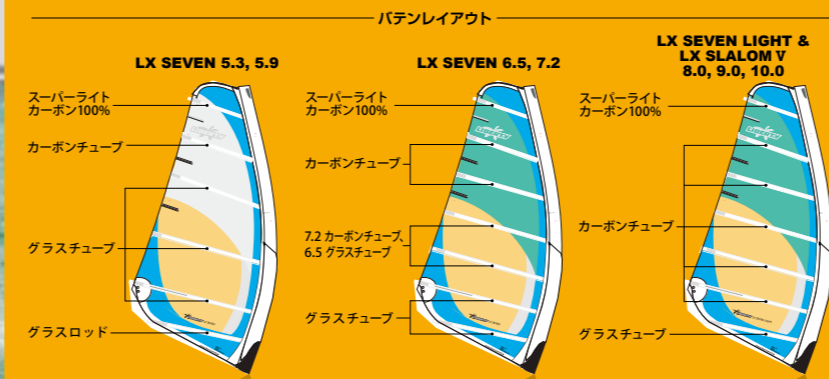 バテンレイアウト
LX SEVEN 5.3, 5.9
スーパーライト
カーボン100%
カーボンチューブ
グラスチューブ
グラスロッド
LX SEVEN 6.5, 7.2
スーパーライト
カーボン100%
カーボンチューブ
7.2 カーボンチューブ、
6.5 グラスチューブ
グラスチューブ
LX SEVEN LIGHT &
LX SLALOM V
8.0, 9.0, 10.0
スーパーライト
カーボン100%
カーボンチューブ
グラスチューブ